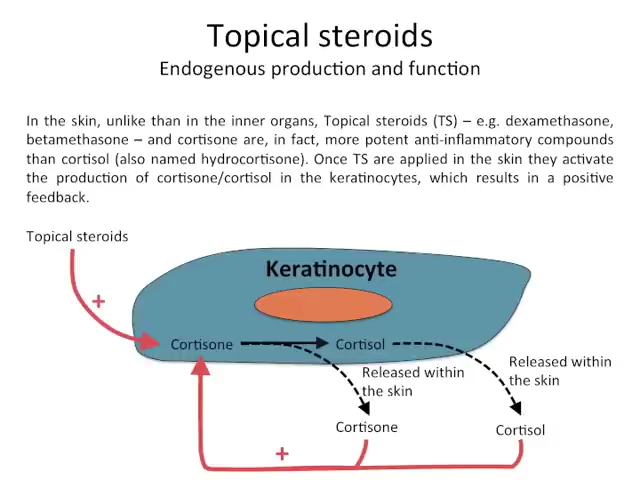 Topical steroids
Endogenous production and function
In the skin, unlike than in the inner organs, Topical steroids (TS) – e.g. dexamethasone,
betamethasone – and cortisone are, in fact, more potent anti-inflammatory compounds
than cortisol (also named hydrocortisone). Once TS are applied in the skin they activate
the production of cortisone/cortisol in the keratinocytes, which results in a positive
feedback.
Topical steroids
+
Keratinocyte
Cortisone
Cortisol
Released within
the skin
Released within
the skin
Cortisone
Cortisol
+